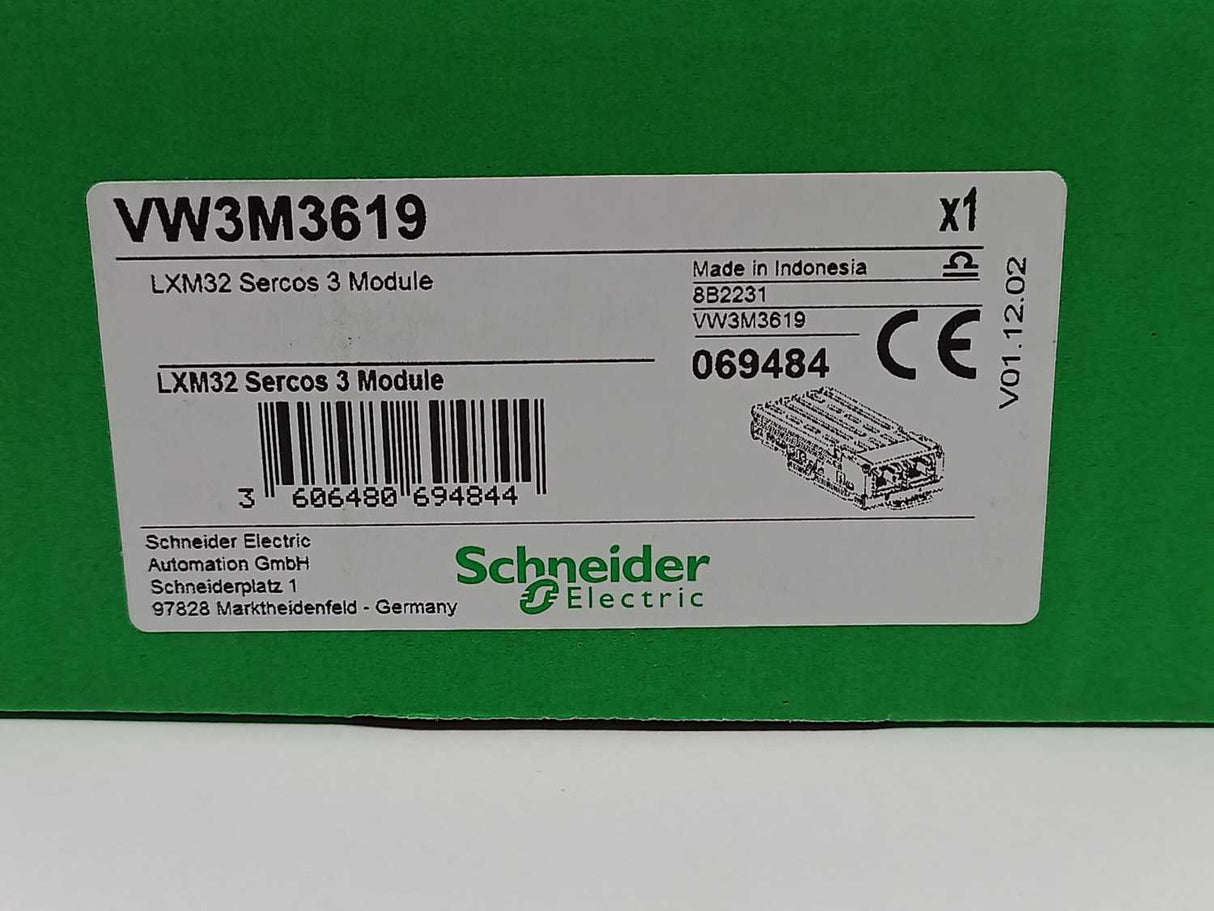 VW3M3619
x1
LXM32 Sercos 3 Module
Made in Indonesia
8B2231
VW3M3619
069484
CE
V01.12.02
LXM32 Sercos 3 Module
3 606480 694844
Schneider Electric
Automation GmbH
Schneiderplatz 1
97828 Marktheidenfeld - Germany
Schneider
Electric